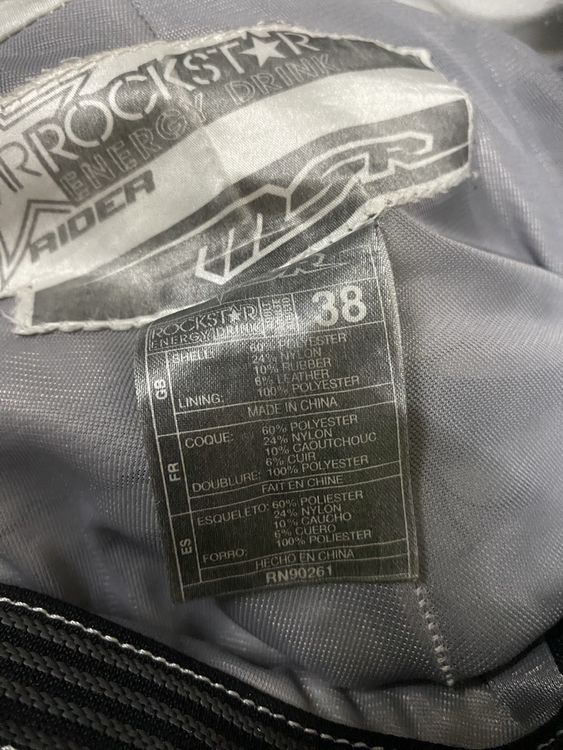 ROCKSTAR
ENERGY DRINK
R
RIDER
MSR
ROCKSTAR
ENERGY DRINK
38
GB
SHELL: 60% POLYESTER
24% NYLON
10% RUBBER
6% LEATHER
LINING: 100% POLYESTER
MADE IN CHINA
FR
COQUE: 60% POLYESTER
24% NYLON
10% CAOUTCHOUC
6% CUIR
DOUBLURE: 100% POLYESTER
FAIT EN CHINE
ES
ESQUELETO: 60% POLIESTER
24% NYLON
10% CAUCHO
6% CUERO
FORRO: 100% POLIESTER
HECHO EN CHINA
RN90261